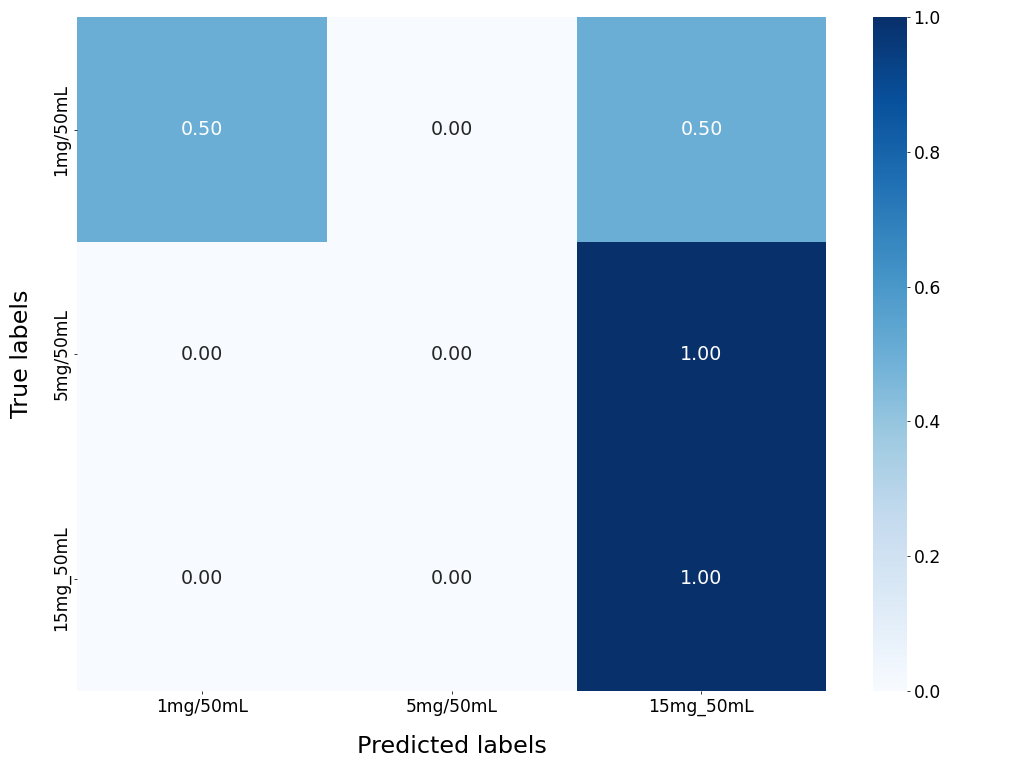 True labels
1mg/50mL
5mg/50mL
15mg_50mL
0.50 0.00 0.50
0.00 0.00 1.00
0.00 0.00 1.00
1mg/50mL 5mg/50mL 15mg_50mL
Predicted labels
1.0
0.8
0.6
0.4
0.2
0.0